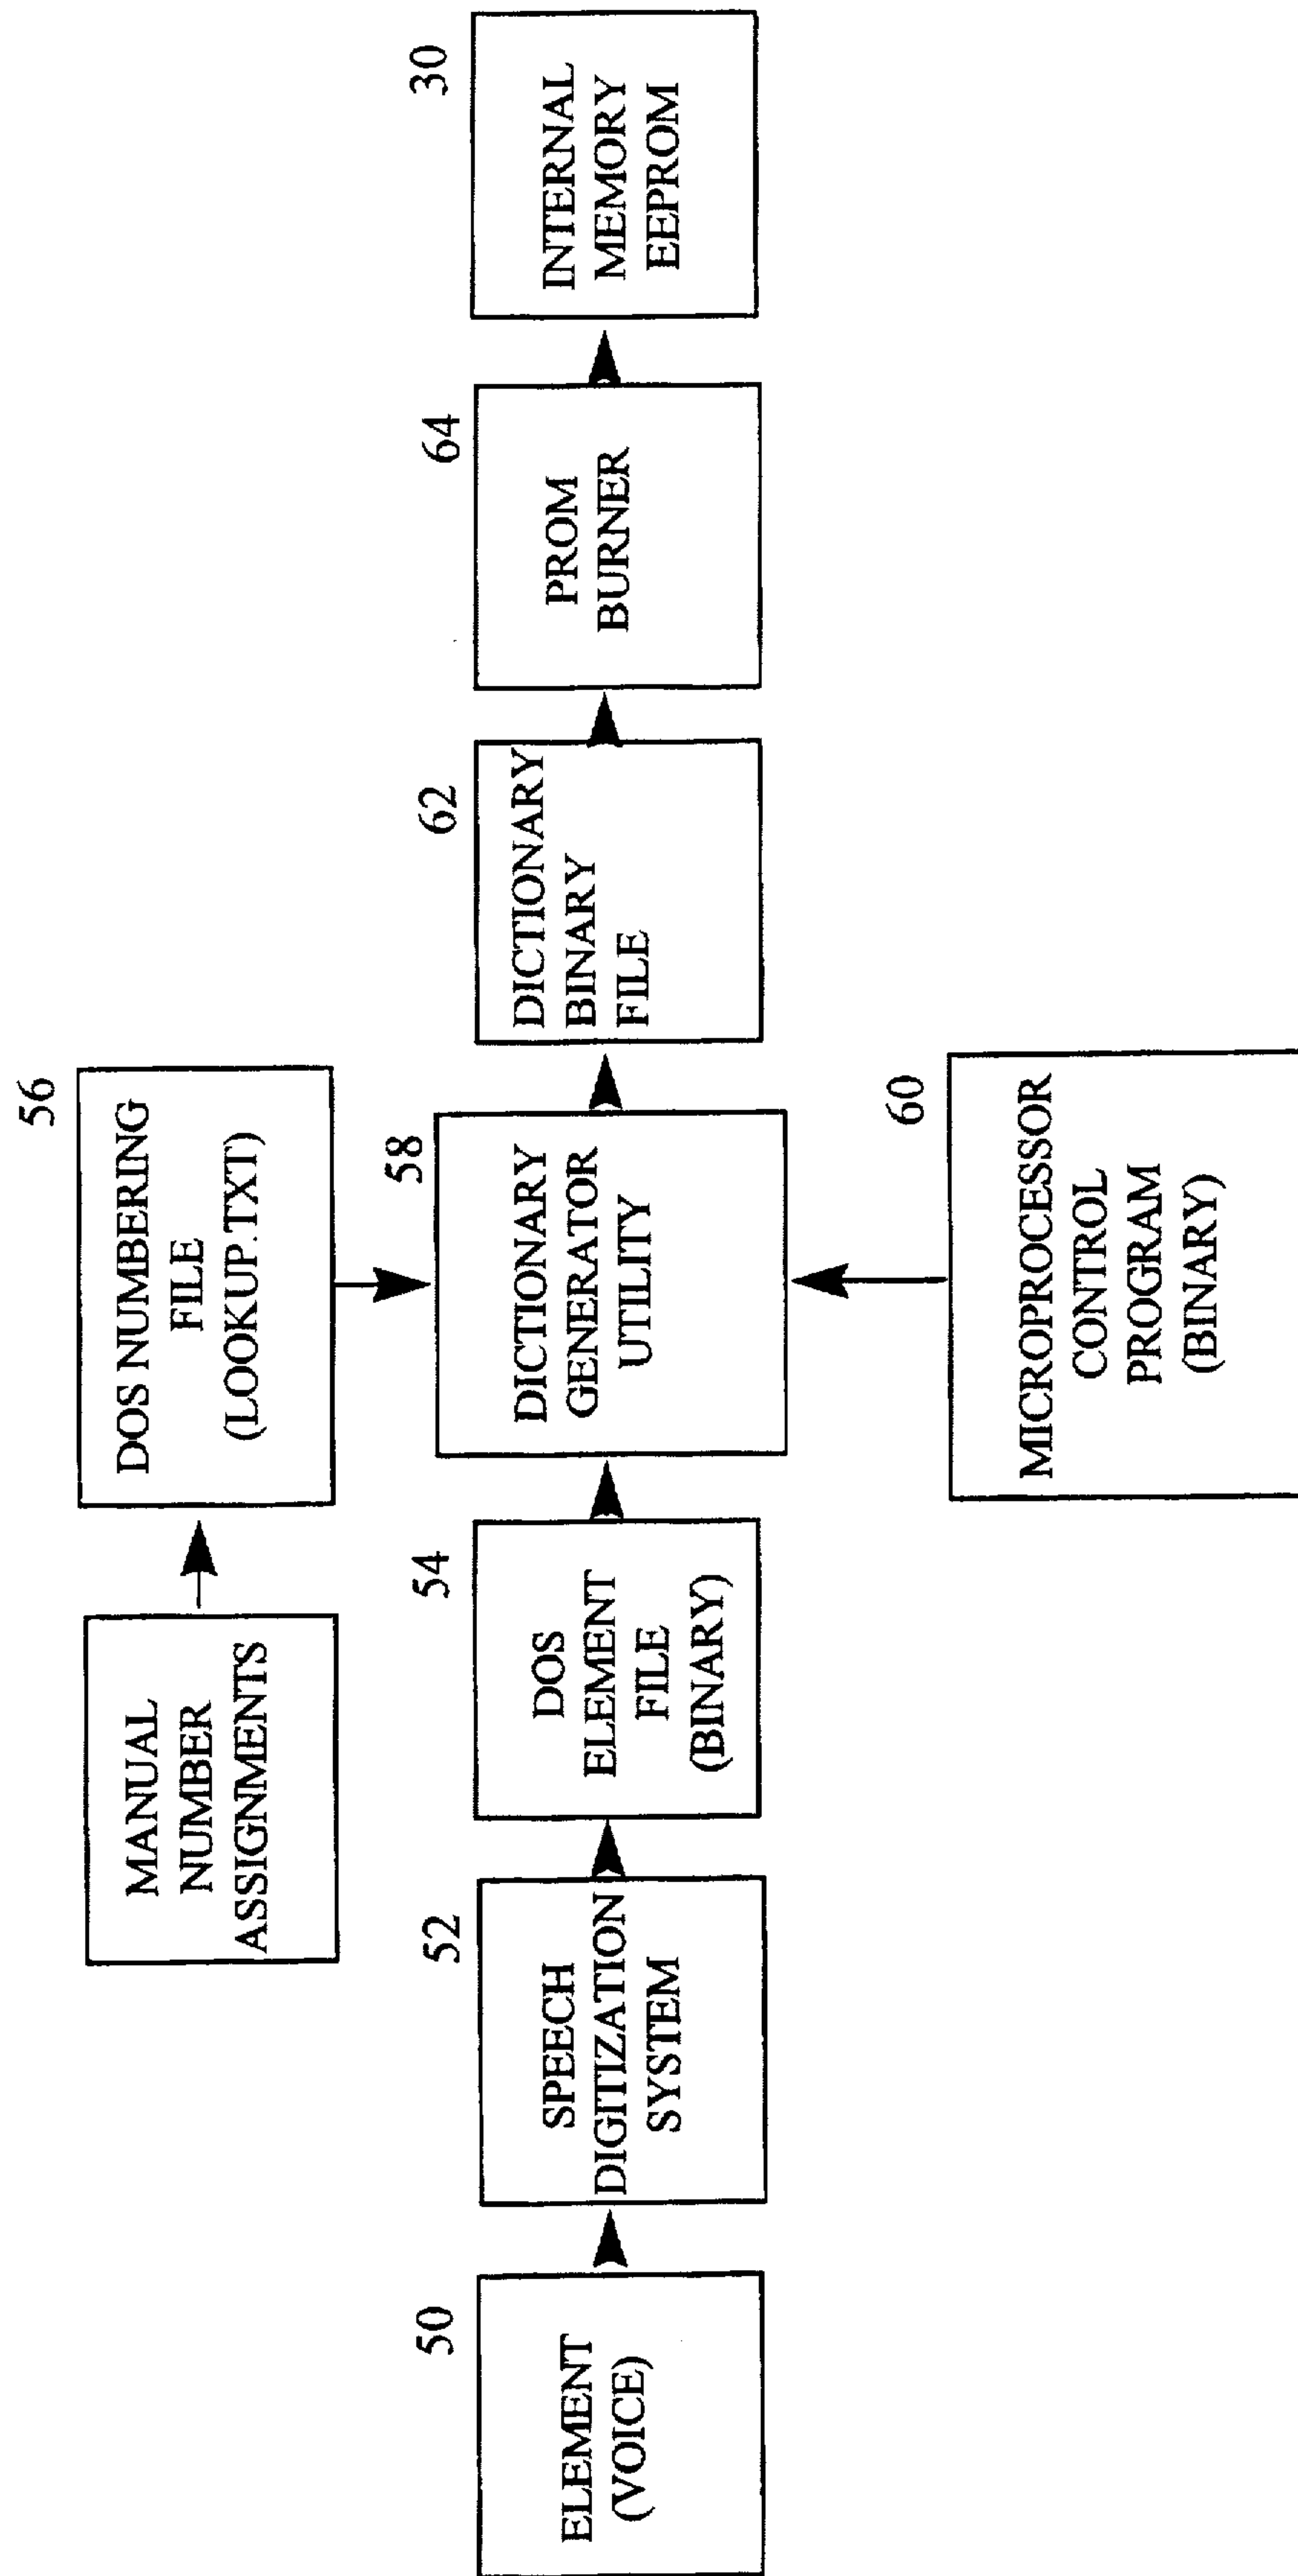 MANUAL
NUMBER
ASSIGNMENTS
56
DOS NUMBERING
FILE
(LOOKUP.TXT)
50
ELEMENT
(VOICE)
52
SPEECH
DIGITIZATION
SYSTEM
54
DOS
ELEMENT
FILE
(BINARY)
58
DICTIONARY
GENERATOR
UTILITY
62
DICTIONARY
BINARY
FILE
64
PROM
BURNER
30
INTERNAL
MEMORY
EEPROM
60
MICROPROCESSOR
CONTROL
PROGRAM
(BINARY)